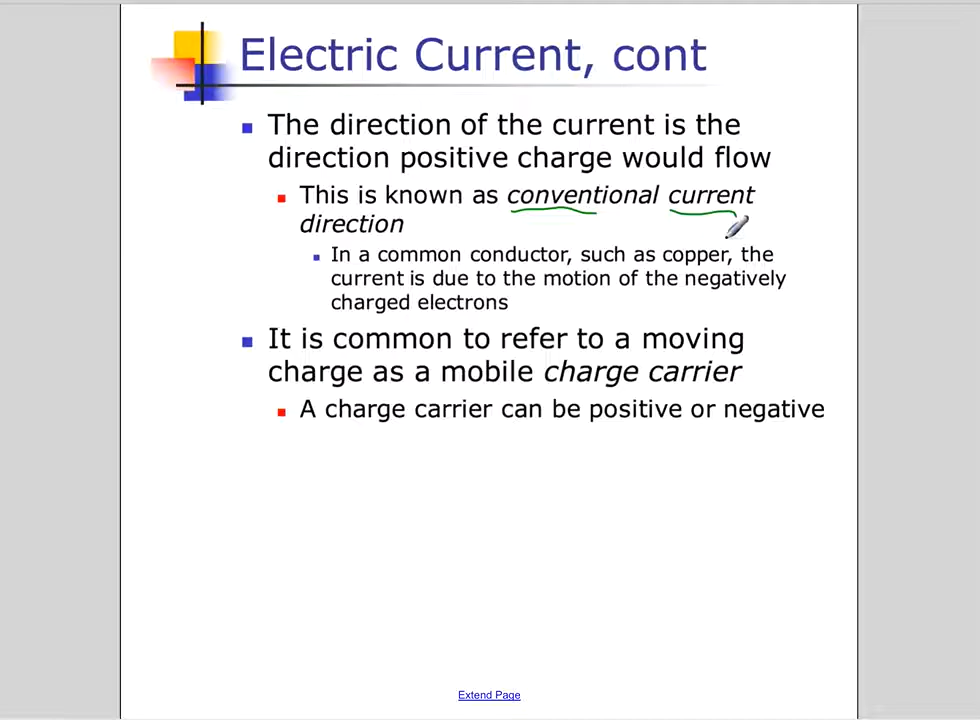 Electric Current, cont
The direction of the current is the
direction positive charge would flow
This is known as conventional current
direction
In a common conductor, such as copper, the
current is due to the motion of the negatively
charged electrons
It is common to refer to a moving
charge as a mobile charge carrier
A charge carrier can be positive or negative
Extend Page